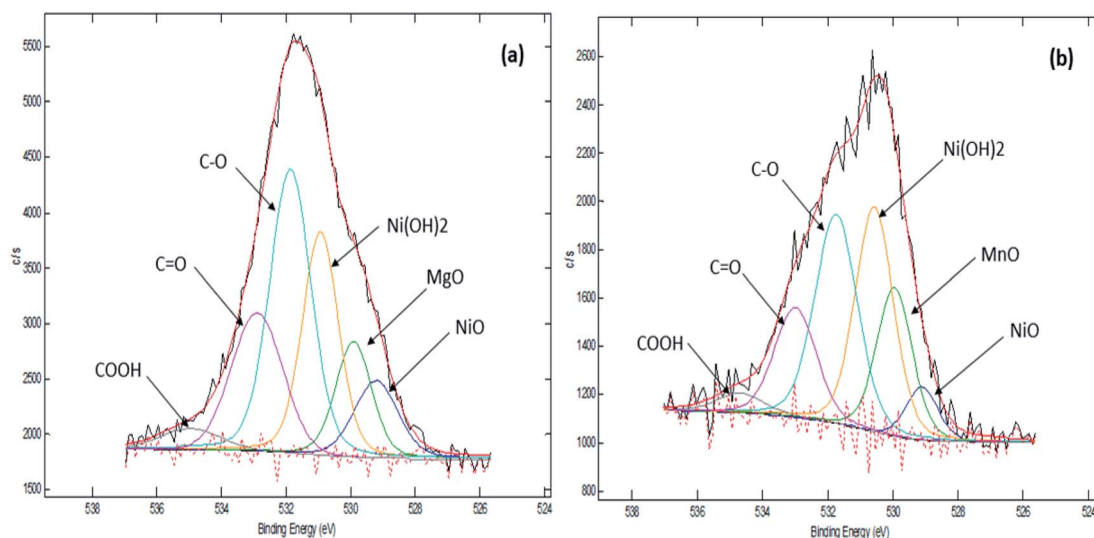 (a)
5500
5000
4500
4000
3500
3000
2500
2000
1500
c / s
C-O
Ni(OH)2
C=O
MgO
NiO
COOH
538 536 534 532 530 528 526 524
Binding Energy (eV)
(b)
2600
2400
2200
2000
1800
1600
1400
1200
1000
800
c / s
Ni(OH)2
C-O
MnO
C=O
NiO
COOH
538 536 534 532 530 528 526 524
Binding Energy (eV)